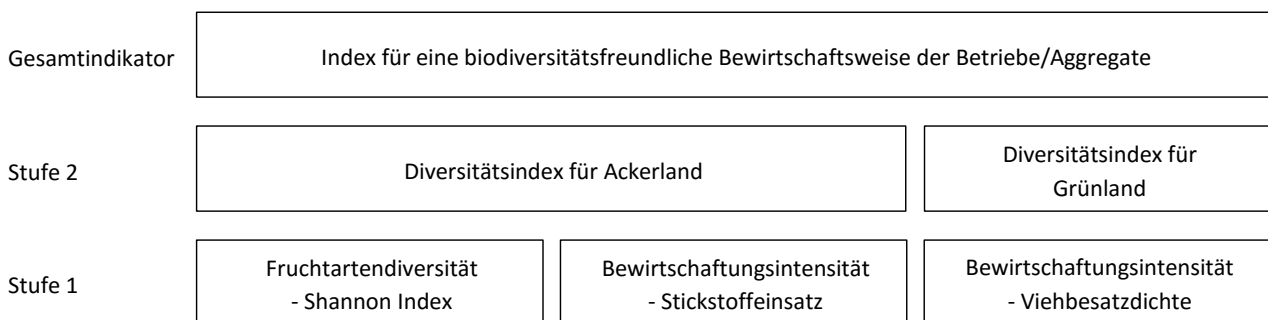 Gesamtindikator
Index für eine biodiversitätsfreundliche Bewirtschaftsweise der Betriebe/Aggregate
Stufe 2
Diversitätsindex für Ackerland
Diversitätsindex für
Grünland
Stufe 1
Fruchtartendiversität
- Shannon Index
Bewirtschaftungsintensität
- Stickstoffeinsatz
Bewirtschaftungsintensität
- Viehbesatzdichte